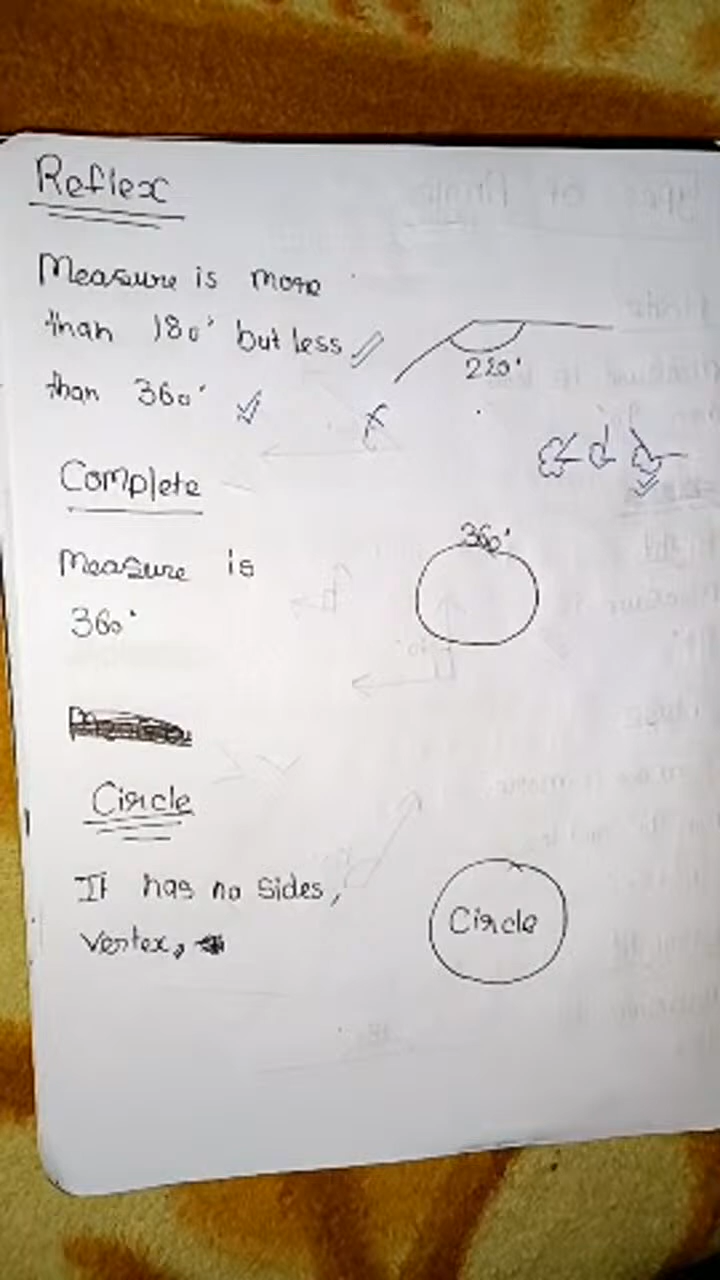 Reflex
Measure is more
than 180° but less
than 360°
220°
Complete
Measure is
360°
360°
Circle
It has no sides,
vertex,
Circle